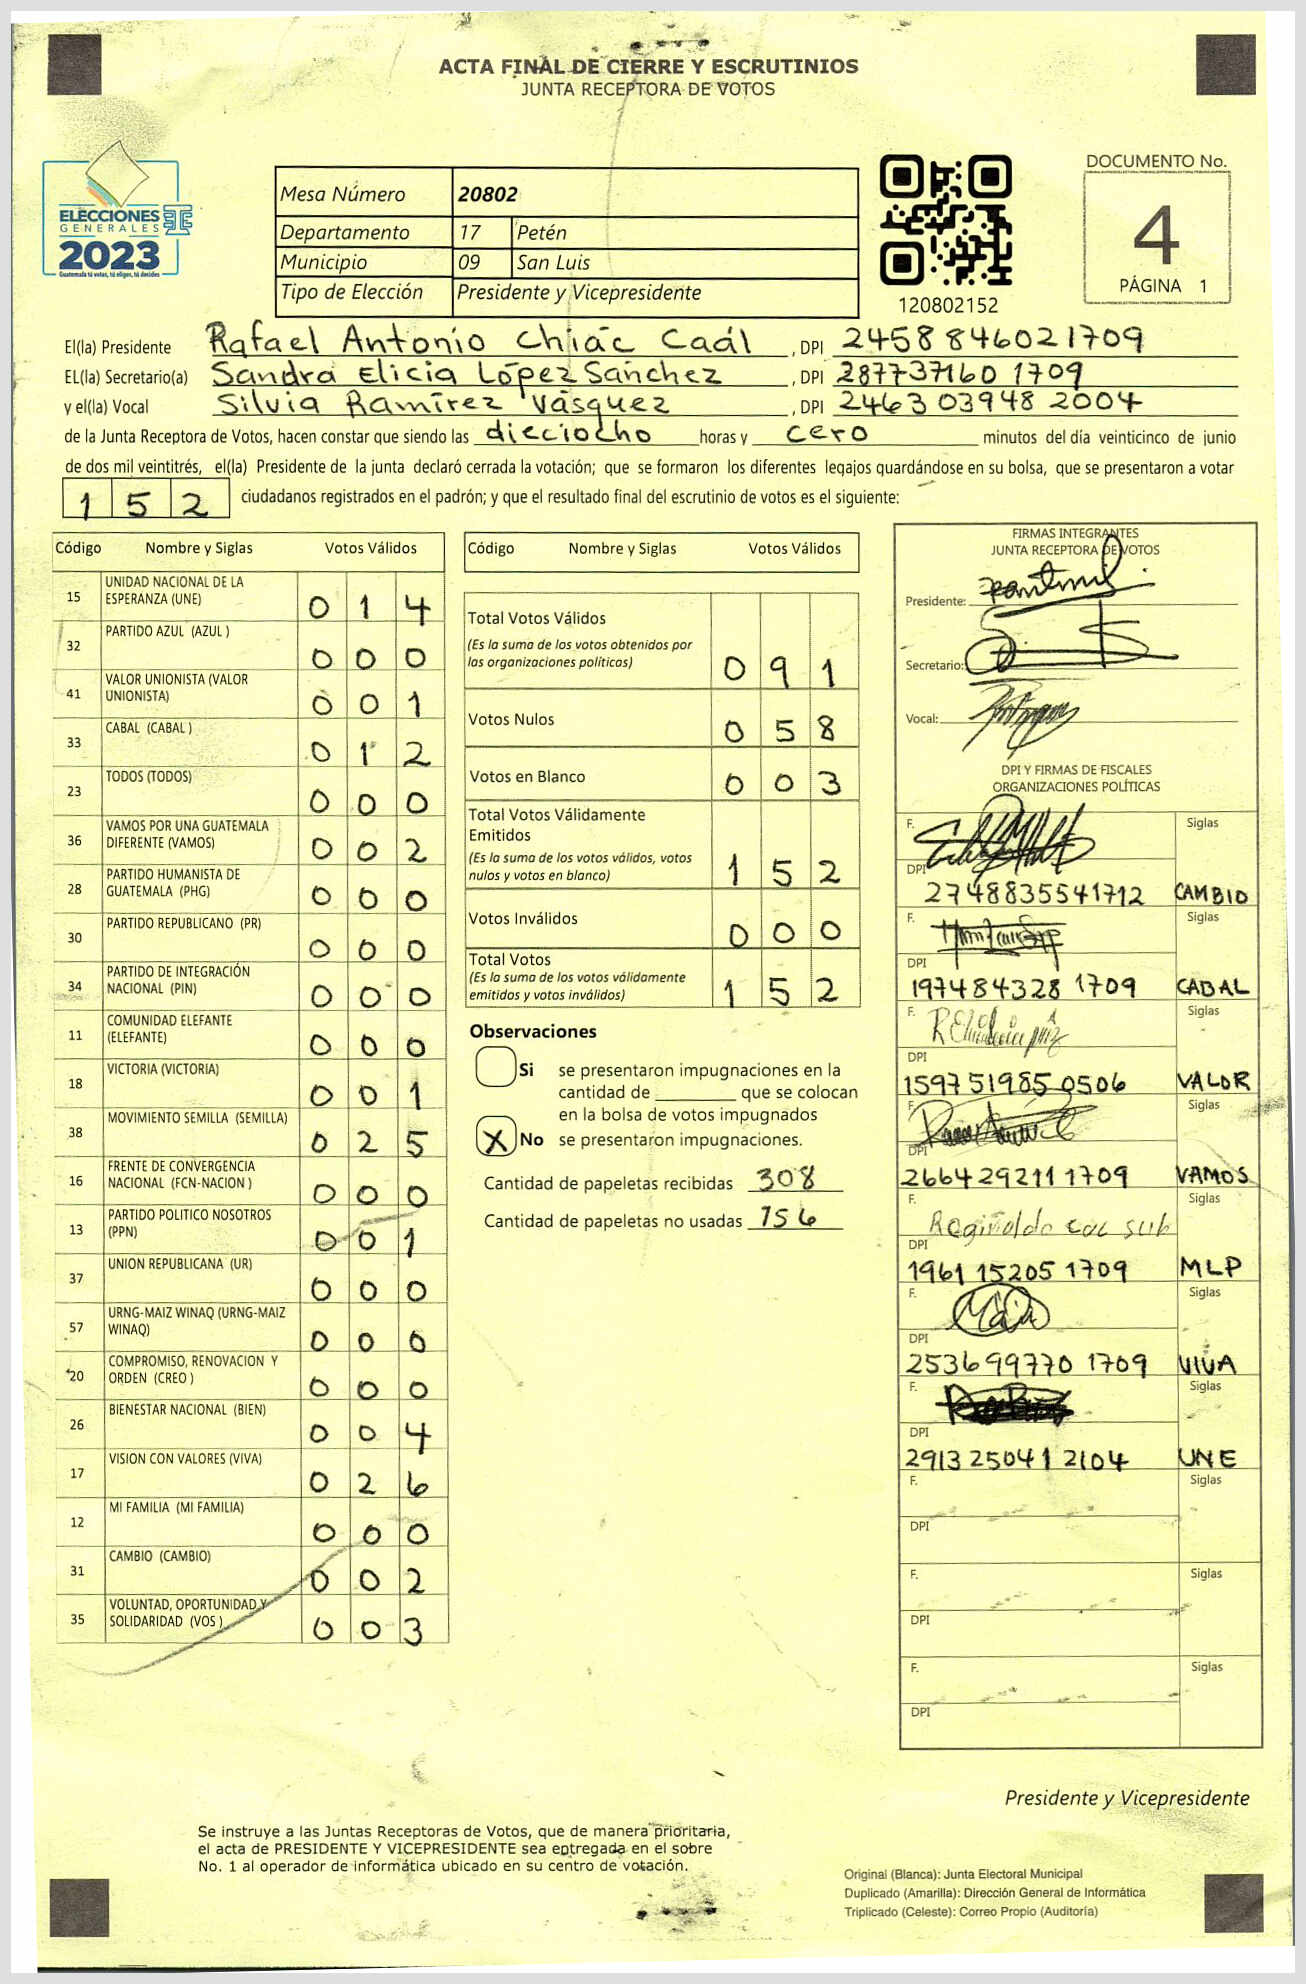 ACTA FINAL DE CIERRE Y ESCRUTINIOS
JUNTA RECEPTORA DE VOTOS
ELECCIONES
GENERALES
2023
Guatemala tú votas, tú eliges, tú decides
Mesa Número 20802
Departamento 17 Petén
Municipio 09 San Luis
Tipo de Elección Presidente y Vicepresidente
120802152
DOCUMENTO No.
4
PÁGINA 1
El(la) Presidente Rafael Antonio Chiác Caál , DPI 2458846021709
EL(la) Secretario(a) Sandra Elicia López Sánchez , DPI 287737160 1709
y el(la) Vocal Silvia Ramírez Vásquez , DPI 2463 03948 2004
de la Junta Receptora de Votos, hacen constar que siendo las dieciocho horas y cero minutos del día veinticinco de junio
de dos mil veintitrés, el(la) Presidente de la junta declaró cerrada la votación; que se formaron los diferentes legajos guardándose en su bolsa, que se presentaron a votar
152 ciudadanos registrados en el padrón; y que el resultado final del escrutinio de votos es el siguiente:
Código Nombre y Siglas Votos Válidos
15 UNIDAD NACIONAL DE LA
ESPERANZA (UNE) 0 1 4
32 PARTIDO AZUL (AZUL ) 0 0 0
41 VALOR UNIONISTA (VALOR
UNIONISTA) 0 0 1
33 CABAL (CABAL ) 0 1 2
23 TODOS (TODOS) 0 0 0
36 VAMOS POR UNA GUATEMALA
DIFERENTE (VAMOS) 0 0 2
28 PARTIDO HUMANISTA DE
GUATEMALA (PHG) 0 0 0
30 PARTIDO REPUBLICANO (PR) 0 0 0
34 PARTIDO DE INTEGRACIÓN
NACIONAL (PIN) 0 0 0
11 COMUNIDAD ELEFANTE
(ELEFANTE) 0 0 0
18 VICTORIA (VICTORIA) 0 0 1
38 MOVIMIENTO SEMILLA (SEMILLA) 0 2 5
16 FRENTE DE CONVERGENCIA
NACIONAL (FCN-NACION ) 0 0 0
13 PARTIDO POLITICO NOSOTROS
(PPN) 0 0 1
37 UNION REPUBLICANA (UR) 0 0 0
57 URNG-MAIZ WINAQ (URNG-MAIZ
WINAQ) 0 0 0
20 COMPROMISO, RENOVACION Y
ORDEN (CREO ) 0 0 0
26 BIENESTAR NACIONAL (BIEN) 0 0 4
17 VISION CON VALORES (VIVA) 0 2 6
12 MI FAMILIA (MI FAMILIA) 0 0 0
31 CAMBIO (CAMBIO) 0 0 2
35 VOLUNTAD, OPORTUNIDAD Y
SOLIDARIDAD (VOS ) 0 0 3
Código Nombre y Siglas Votos Válidos
Total Votos Válidos
(Es la suma de los votos obtenidos por
las organizaciones políticas) 0 9 1
Votos Nulos 0 5 8
Votos en Blanco 0 0 3
Total Votos Válidamente
Emitidos
(Es la suma de los votos válidos, votos
nulos y votos en blanco) 1 5 2
Votos Inválidos 0 0 0
Total Votos
(Es la suma de los votos válidamente
emitidos y votos inválidos) 1 5 2
Observaciones
Si se presentaron impugnaciones en la
cantidad de ________ que se colocan
en la bolsa de votos impugnados
X No se presentaron impugnaciones.
Cantidad de papeletas recibidas 308
Cantidad de papeletas no usadas 156
FIRMAS INTEGRANTES
JUNTA RECEPTORA DE VOTOS
Presidente:
Secretario:
Vocal:
DPI Y FIRMAS DE FISCALES
ORGANIZACIONES POLÍTICAS
F. Siglas
DPI
2748835541712 CAMBIO
F. Siglas
DPI
197484328 1709 CABAL
F. Siglas
DPI
1597519850506 VALOR
F. Siglas
DPI
2664292111709 VAMOS
F. Siglas
Reginaldo cac sub
DPI
1961 15205 1709 MLP
F. Siglas
DPI
253699770 1709 VIVA
F. Siglas
DPI
2913250412104 UNE
F. Siglas
DPI
F. Siglas
DPI
F. Siglas
DPI
Presidente y Vicepresidente
Se instruye a las Juntas Receptoras de Votos, que de manera prioritaria,
el acta de PRESIDENTE Y VICEPRESIDENTE sea entregada en el sobre
No. 1 al operador de informática ubicado en su centro de votación.
Original (Blanca): Junta Electoral Municipal
Duplicado (Amarilla): Dirección General de Informática
Triplicado (Celeste): Correo Propio (Auditoría)